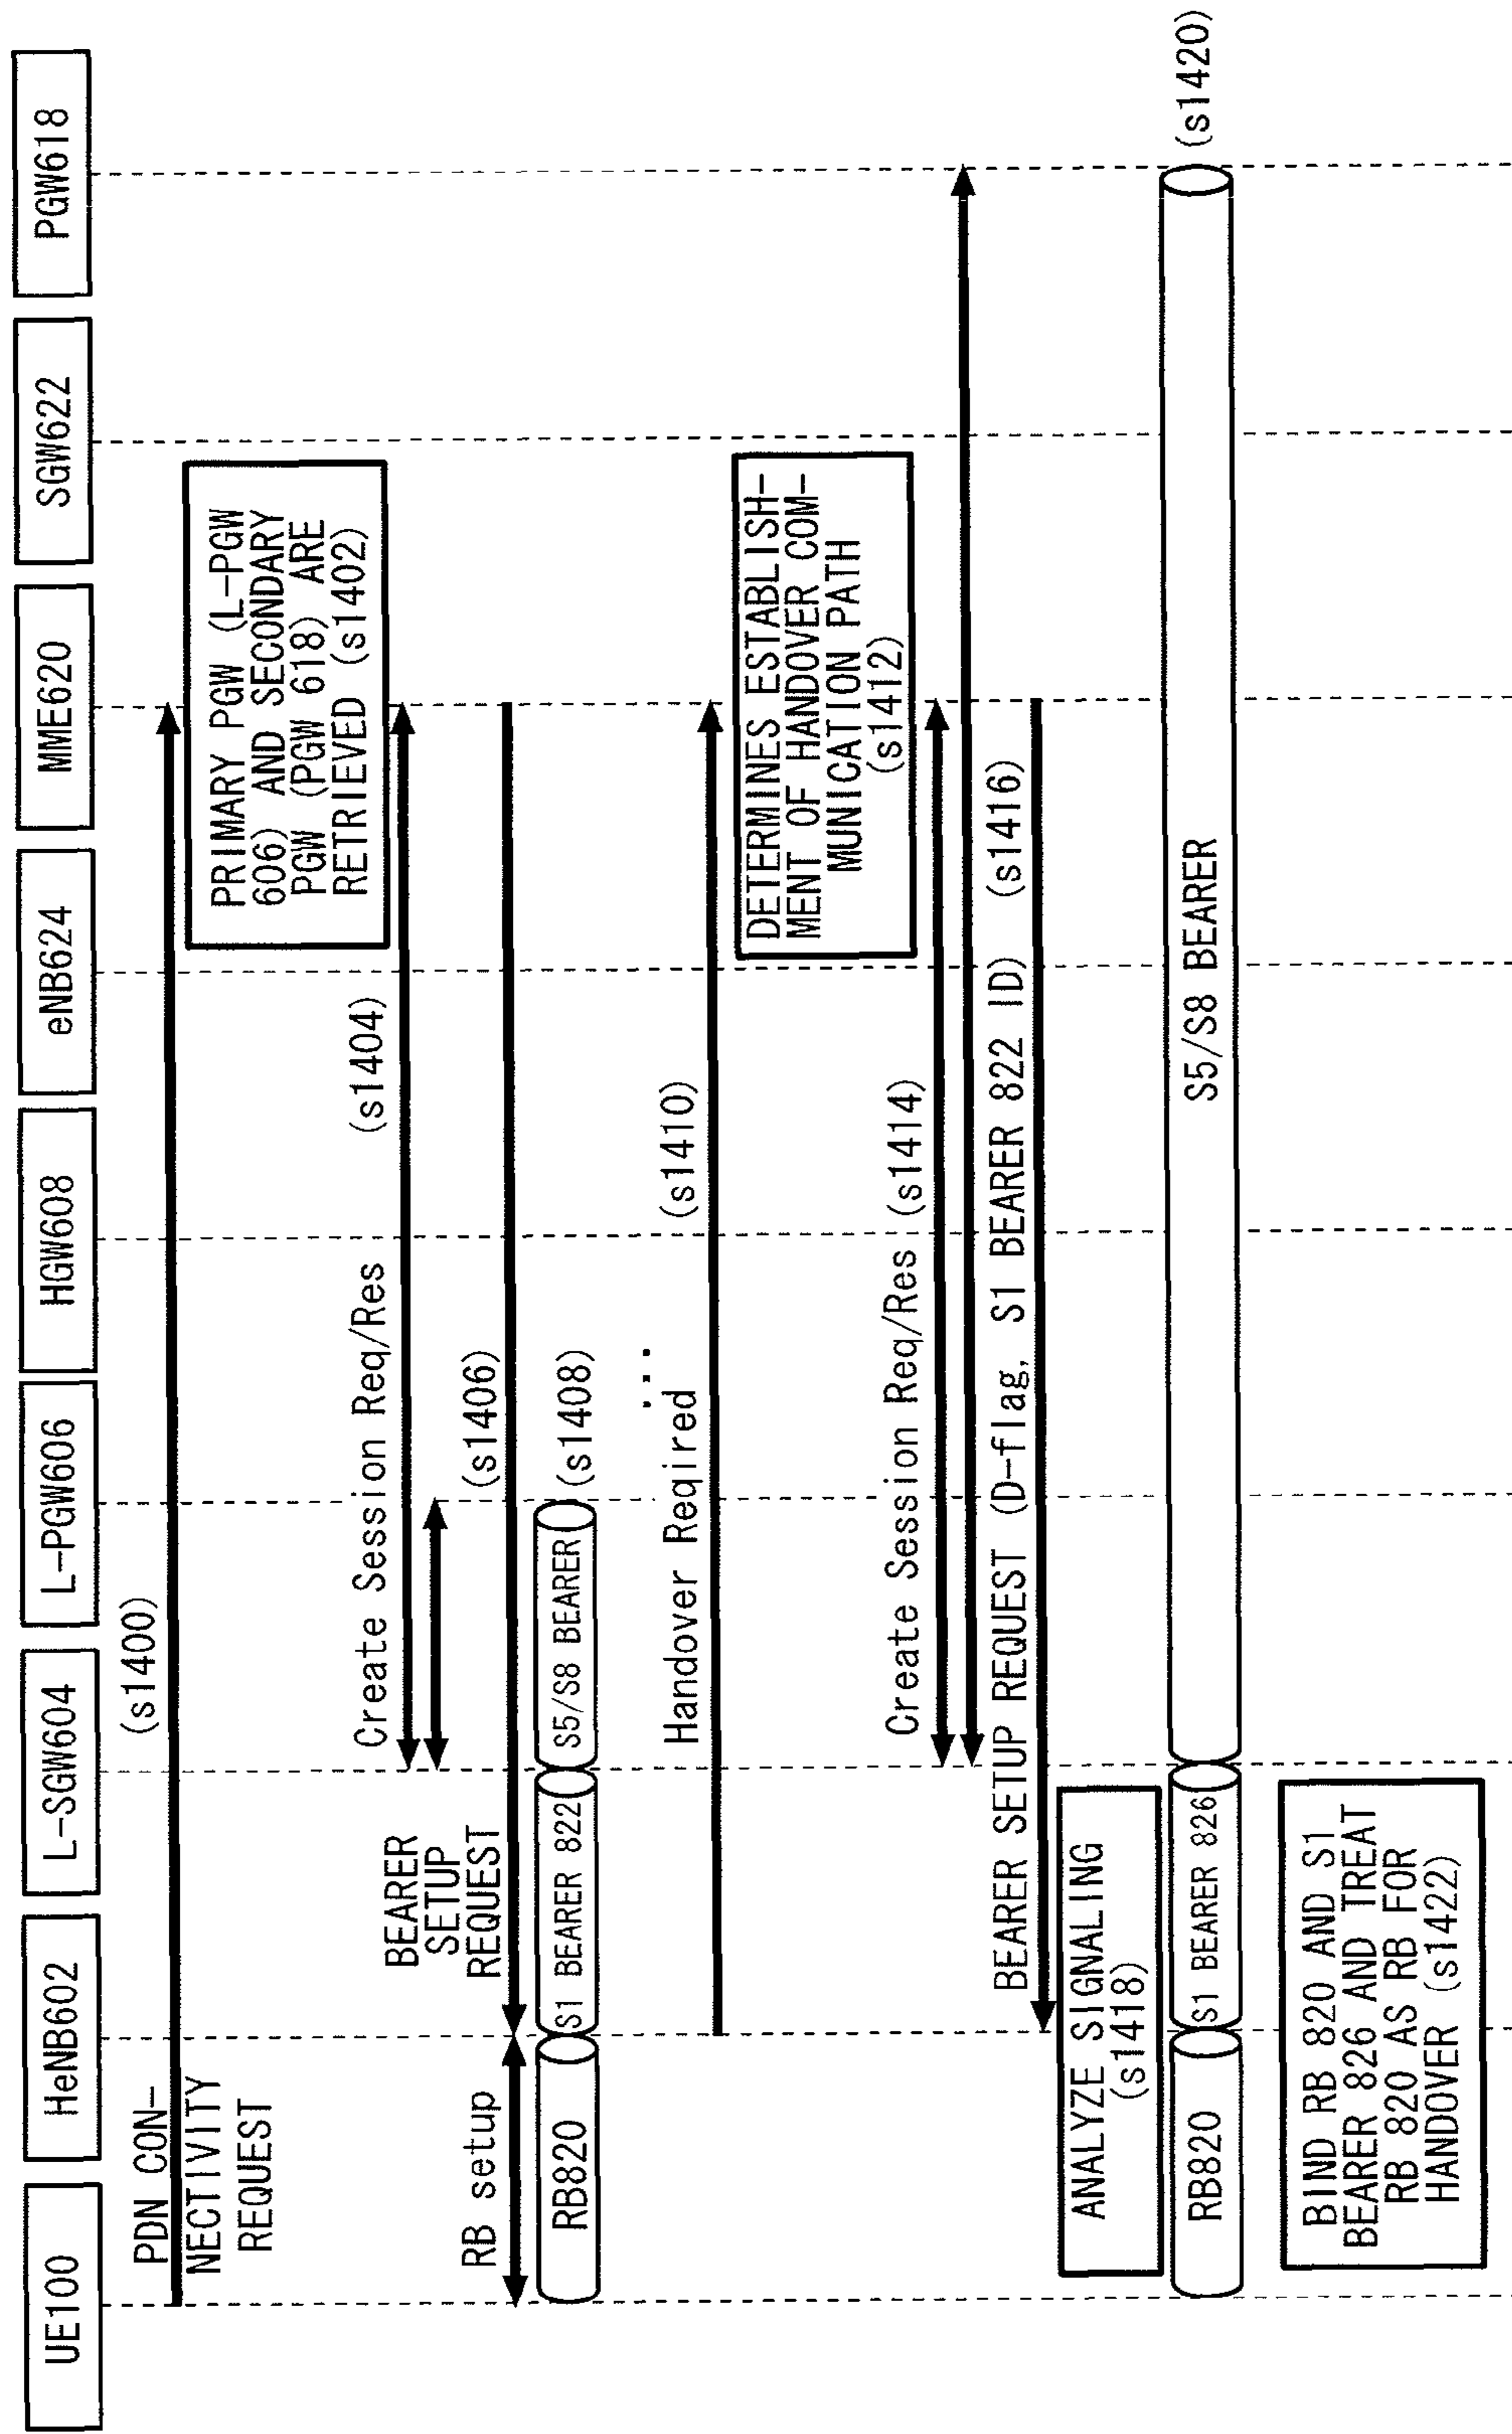 UE100
HeNB602
L-SGW604
L-PGW606
HGW608
eNB624
MME620
SGW622
PGW618
PDN CON-
NECTIVITY
REQUEST
(s1400)
PRIMARY PGW (L-PGW
606) AND SECONDARY
PGW (PGW 618) ARE
RETRIEVED (s1402)
Create Session Req/Res
(s1404)
BEARER
SETUP
REQUEST
(s1406)
RB setup
RB820
S1 BEARER 822
S5/S8 BEARER
(s1408)
...
Handover Reqired
(s1410)
DETERMINES ESTABLISH-
MENT OF HANDOVER COM-
MUNICATION PATH
(s1412)
Create Session Req/Res
(s1414)
BEARER SETUP REQUEST (D-flag, S1 BEARER 822 ID)
(s1416)
ANALYZE SIGNALING
(s1418)
RB820
S1 BEARER 826
S5/S8 BEARER
(s1420)
BIND RB 820 AND S1
BEARER 826 AND TREAT
RB 820 AS RB FOR
HANDOVER (s1422)